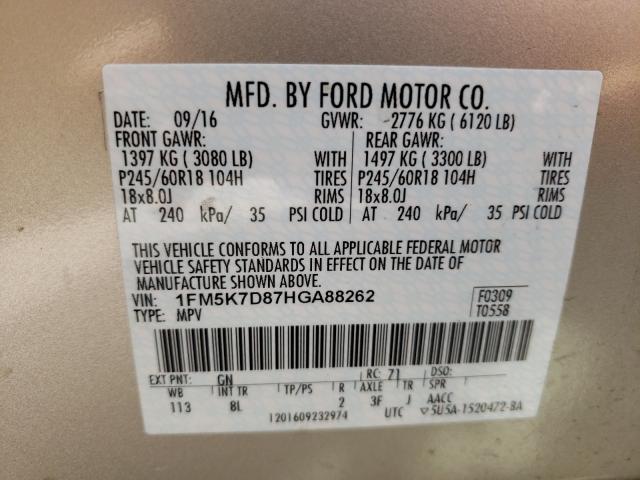 MFD. BY FORD MOTOR CO.
DATE: 09/16 GVWR: 2776 KG ( 6120 LB)
FRONT GAWR: REAR GAWR:
1397 KG ( 3080 LB) WITH 1497 KG ( 3300 LB) WITH
P245/60R18 104H TIRES P245/60R18 104H TIRES
18x8.0J RIMS 18x8.0J RIMS
AT 240 kPa/ 35 PSI COLD AT 240 kPa/ 35 PSI COLD
THIS VEHICLE CONFORMS TO ALL APPLICABLE FEDERAL MOTOR
VEHICLE SAFETY STANDARDS IN EFFECT ON THE DATE OF
MANUFACTURE SHOWN ABOVE.
VIN: 1FM5K7D87HGA88262 F0309
TYPE: MPV T0558
EXT PNT: GN RC: 71 DSO:
WB INT TR TP/PS R AXLE TR SPR
113 8L 2 3F J AACC
1201609232974 UTC ▽5U5A-1520472-BA